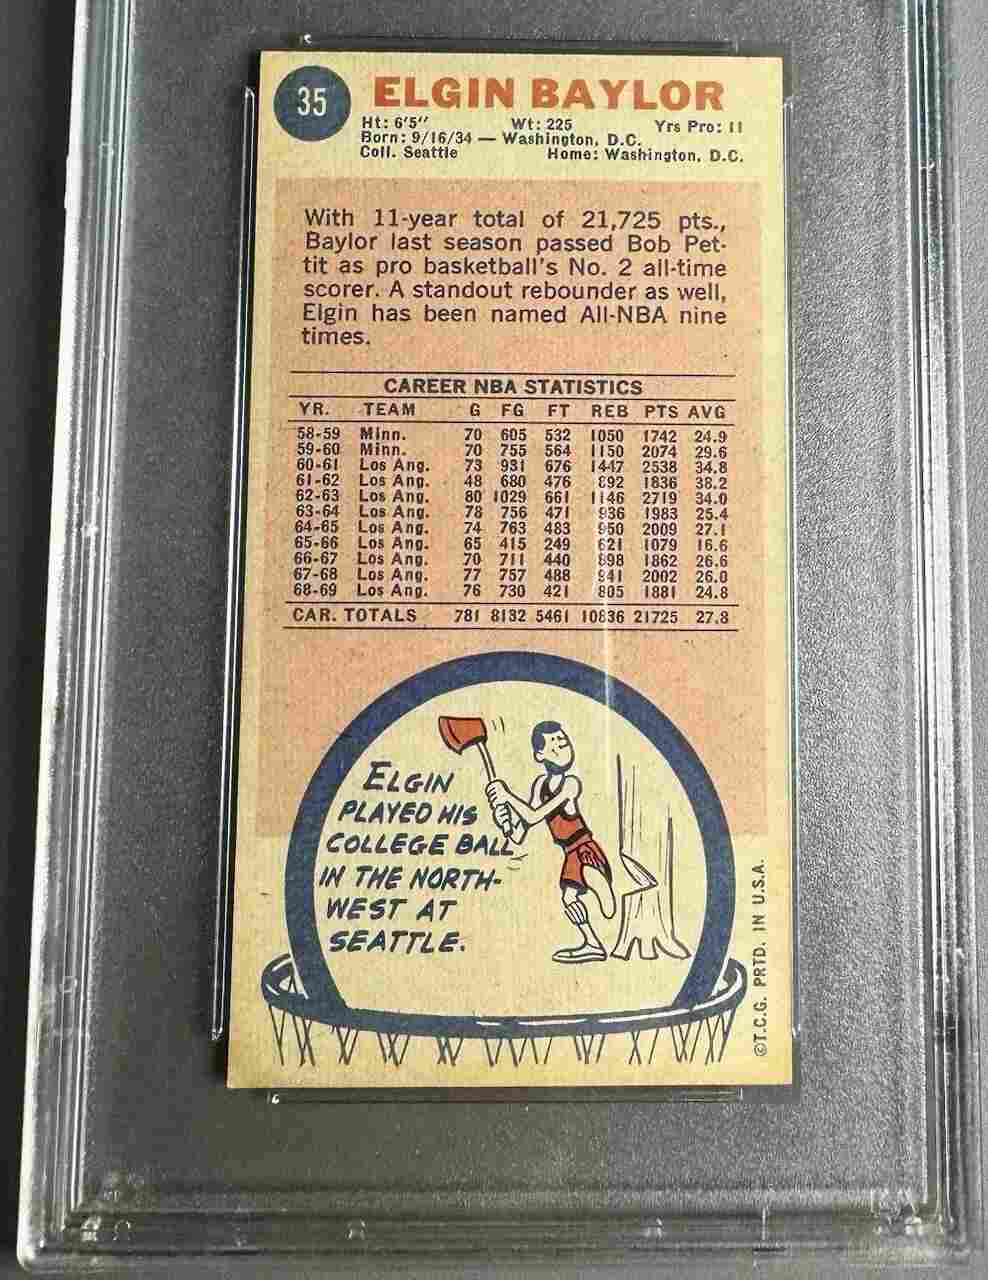 35
ELGIN BAYLOR
Ht: 6'5" Wt: 225 Yrs Pro: 11
Born: 9/16/34 — Washington, D.C.
Coll. Seattle Home: Washington, D.C.
With 11-year total of 21,725 pts.,
Baylor last season passed Bob Pet-
tit as pro basketball's No. 2 all-time
scorer. A standout rebounder as well,
Elgin has been named All-NBA nine
times.
CAREER NBA STATISTICS
YR. TEAM G FG FT REB PTS AVG
58-59 Minn. 70 605 532 1050 1742 24.9
59-60 Minn. 70 755 564 1150 2074 29.6
60-61 Los Ang. 73 931 676 1447 2538 34.8
61-62 Los Ang. 48 680 476 892 1836 38.2
62-63 Los Ang. 80 1029 661 1146 2719 34.0
63-64 Los Ang. 78 756 471 936 1983 25.4
64-65 Los Ang. 74 763 483 950 2009 27.1
65-66 Los Ang. 65 415 249 621 1079 16.6
66-67 Los Ang. 70 711 440 898 1862 26.6
67-68 Los Ang. 77 757 488 941 2002 26.0
68-69 Los Ang. 76 730 421 805 1881 24.8
CAR. TOTALS 781 8132 5461 10836 21725 27.8
ELGIN
PLAYED HIS
COLLEGE BALL
IN THE NORTH-
WEST AT
SEATTLE.
©T.C.G. PRTD. IN U.S.A.